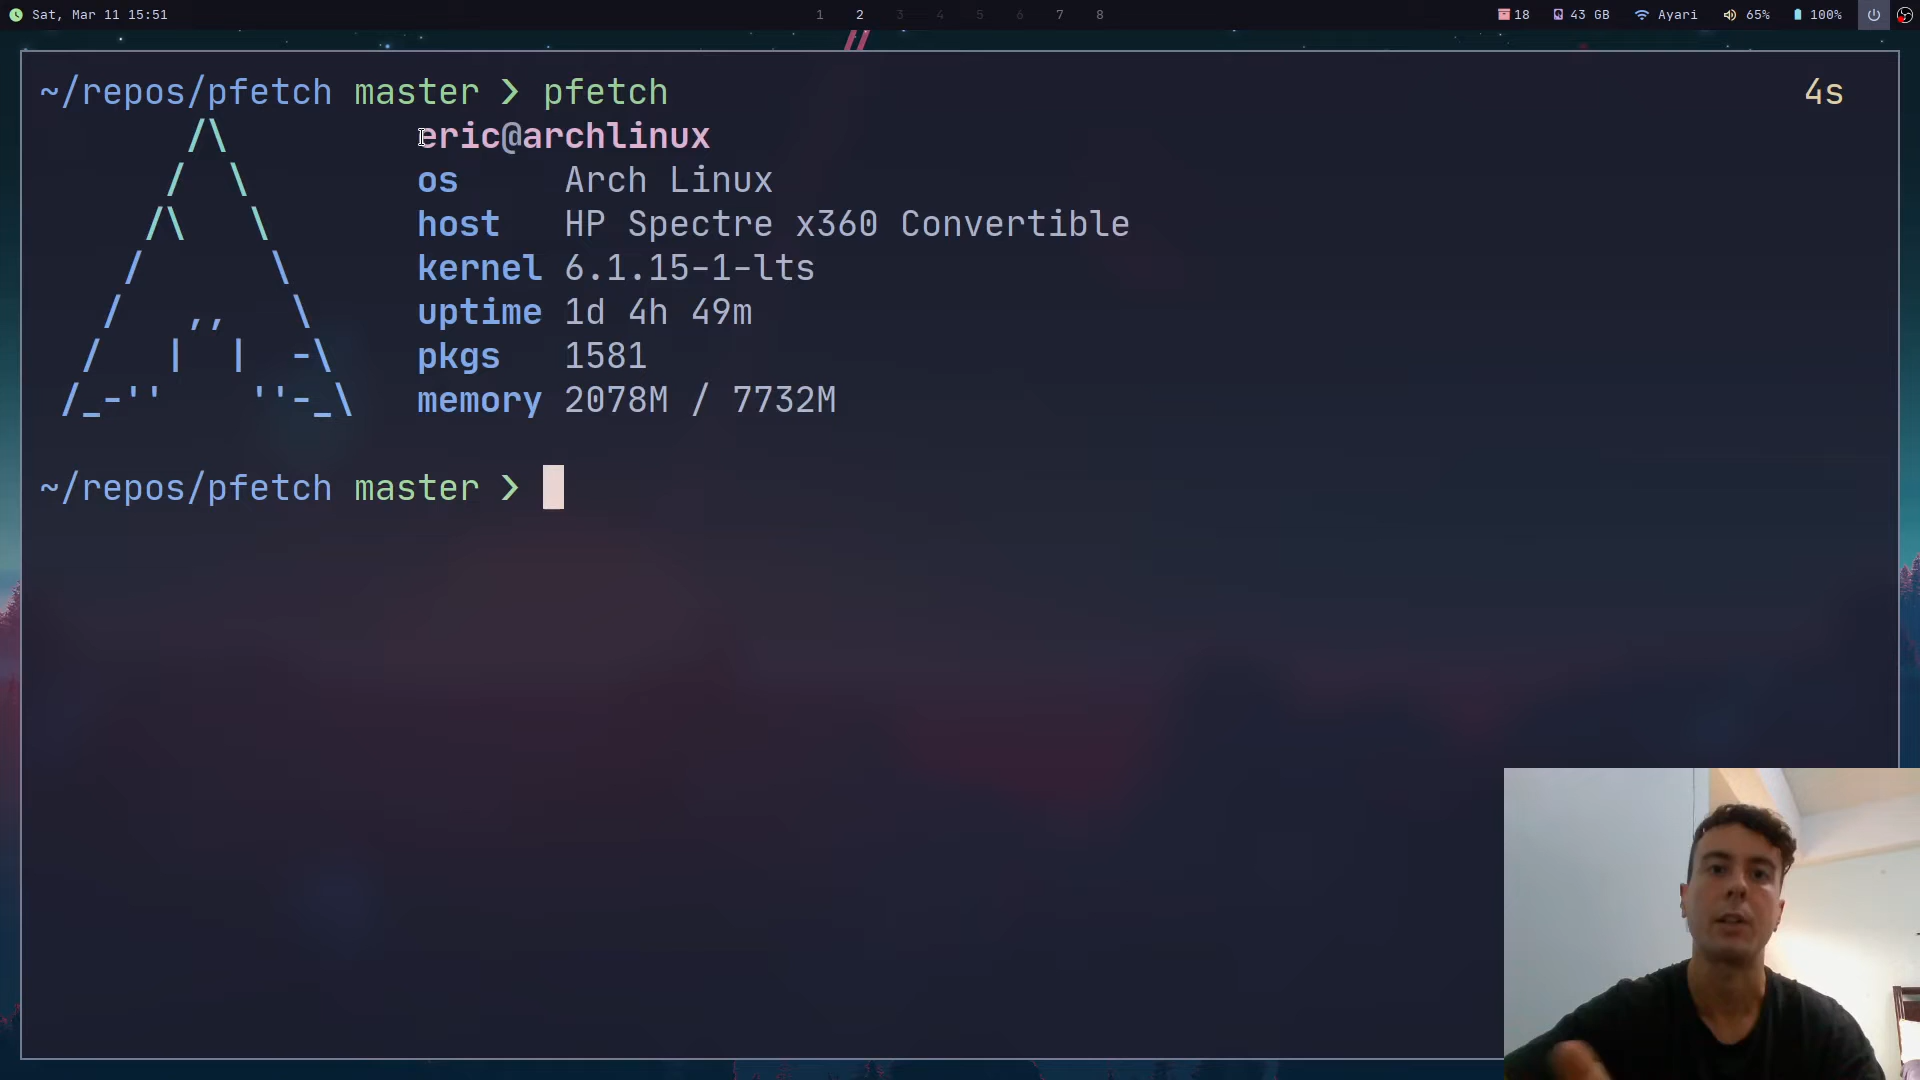 Sat, Mar 11 15:51 1 2 3 4 5 6 7 8 18 43 GB Ayari 65% 100%
~/repos/pfetch master ❯ pfetch 4s
/\ eric@archlinux
/ \ os Arch Linux
/\ \ host HP Spectre x360 Convertible
/ \ kernel 6.1.15-1-lts
/ ,, \ uptime 1d 4h 49m
/ | | -\ pkgs 1581
/_-'' ''-_\ memory 2078M / 7732M
~/repos/pfetch master ❯